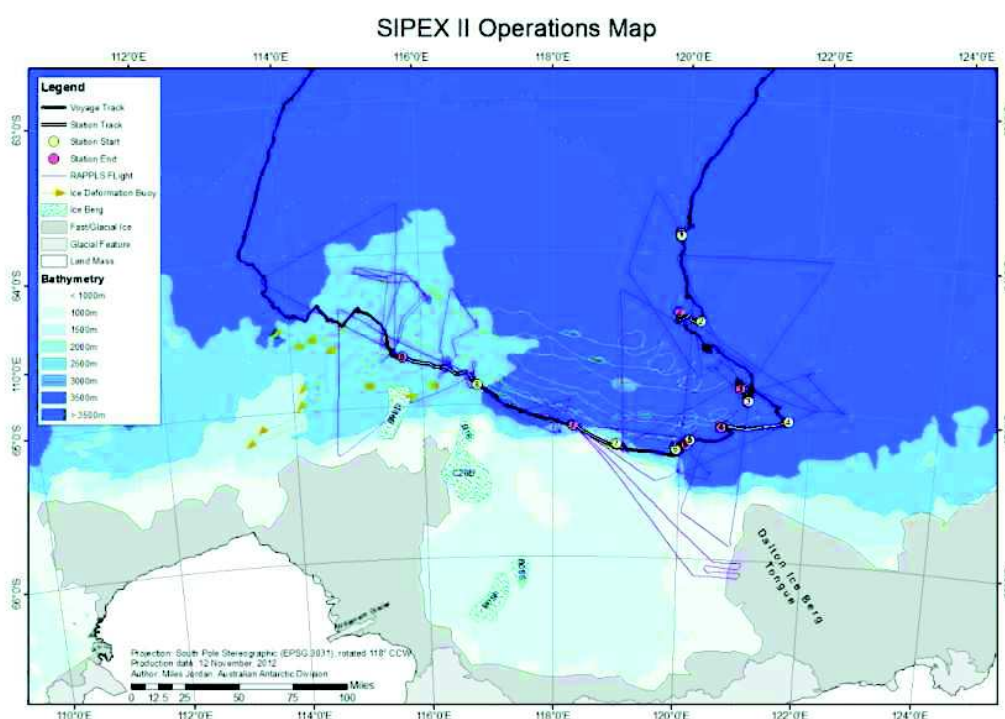 SIPEX II Operations Map
112°0'E 114°0'E 116°0'E 118°0'E 120°0'E 122°0'E 124°0'E
Legend
Voyage Track
Station Track
Station Start
Station End
RAPPLS FLight
Ice Deformation Buoy
Ice Berg
Fast/Glacial Ice
Glacial Feature
Land Mass
Bathymetry
< 1000m
1000m
1500m
2000m
2500m
3000m
3500m
> 3500m
63°0'S
64°0'S
110°0'E
65°0'S
66°0'S
Dalton Ice Berg
Tongue
Projection: South Pole Stereographic (EPSG 3031), rotated 118° CCW
Production date: 12 November, 2012
Author: Miles Jordan. Australian Antarctic Division
0 12.5 25 50 75 100 Miles
110°0'E 112°0'E 114°0'E 116°0'E 118°0'E 120°0'E 122°0'E 124°0'E